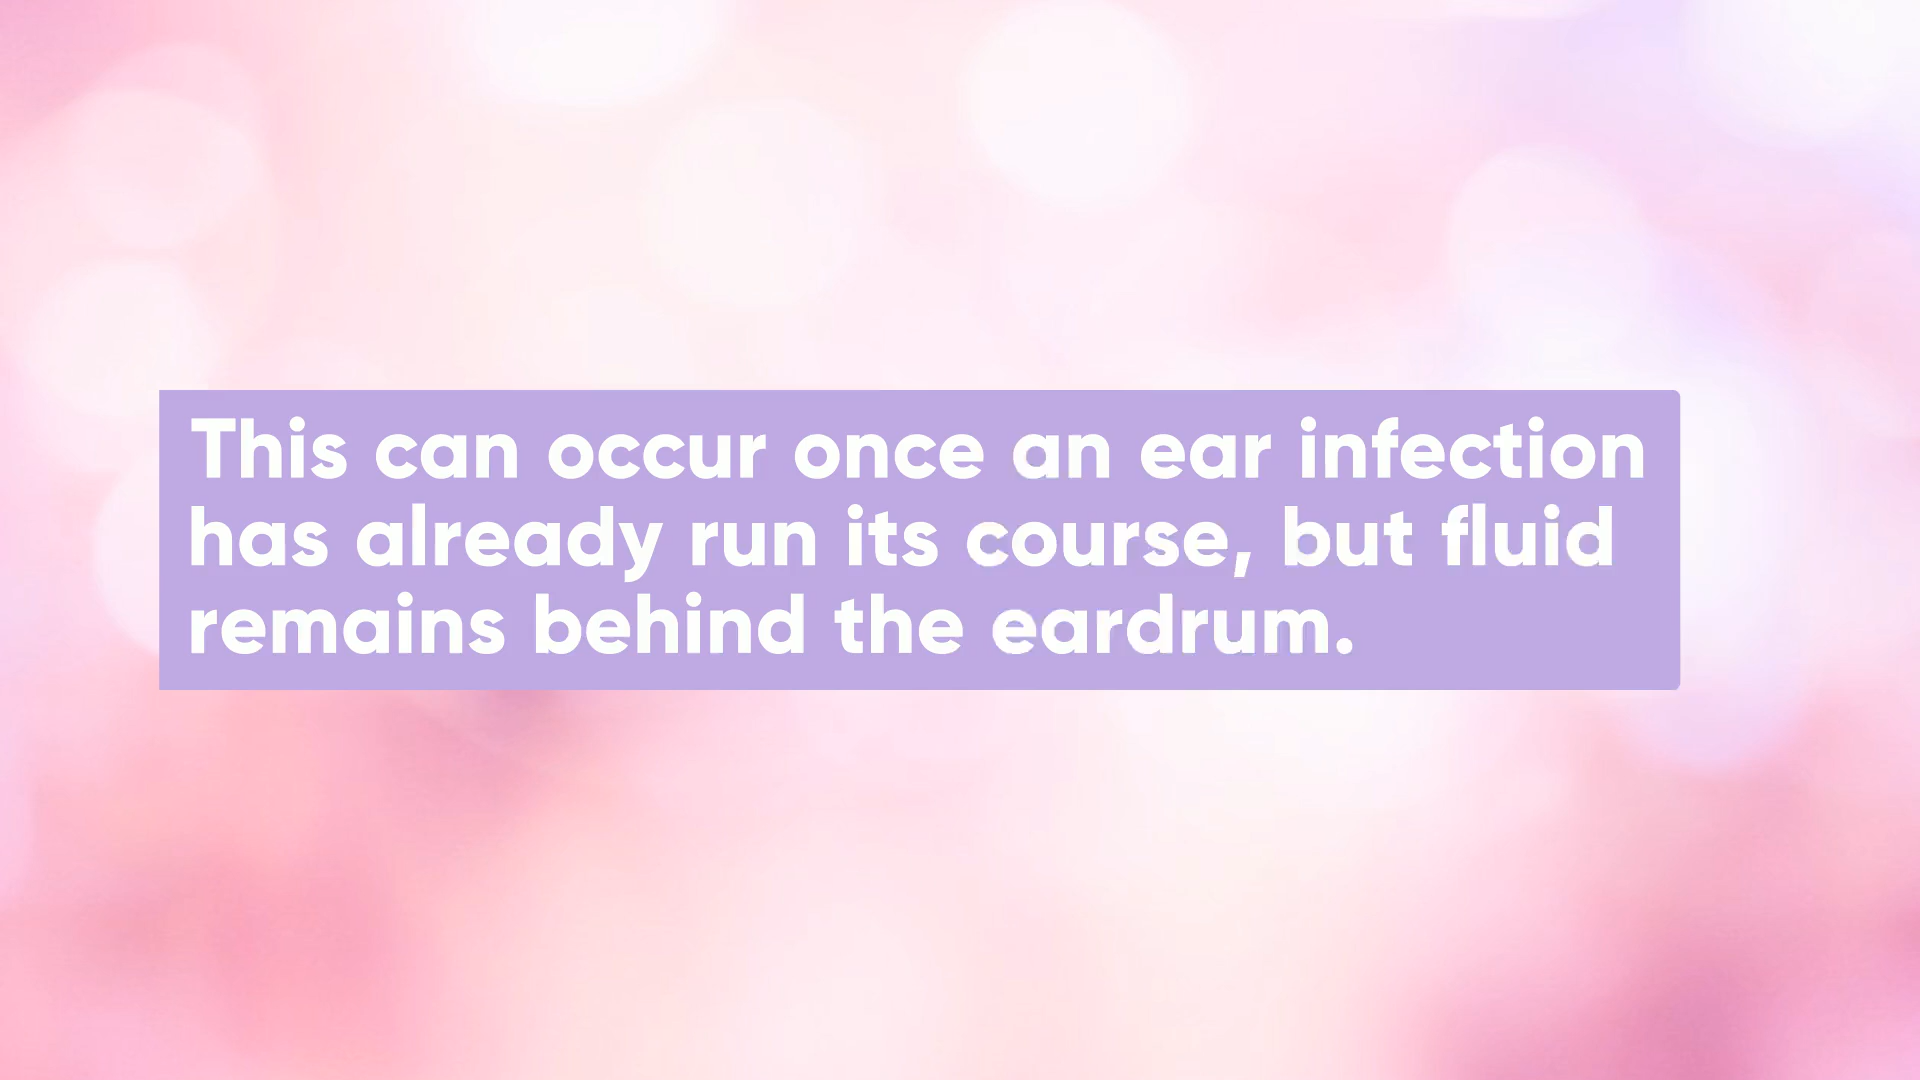 This can occur once an ear infection
has already run its course, but fluid
remains behind the eardrum.